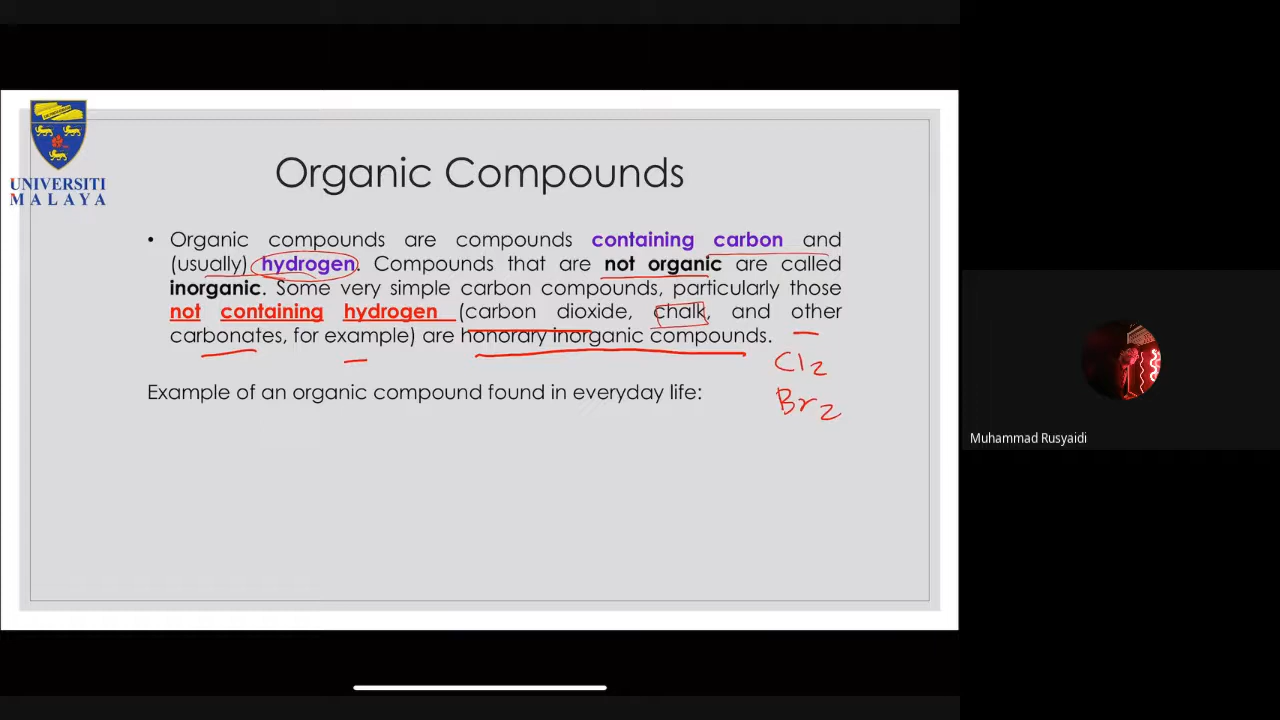 UNIVERSITI
MALAYA
Organic Compounds
• Organic compounds are compounds containing carbon and
(usually) hydrogen. Compounds that are not organic are called
inorganic. Some very simple carbon compounds, particularly those
not containing hydrogen (carbon dioxide, chalk, and other
carbonates, for example) are honorary inorganic compounds.
Cl2
Example of an organic compound found in everyday life:
Br2
Muhammad Rusyaidi